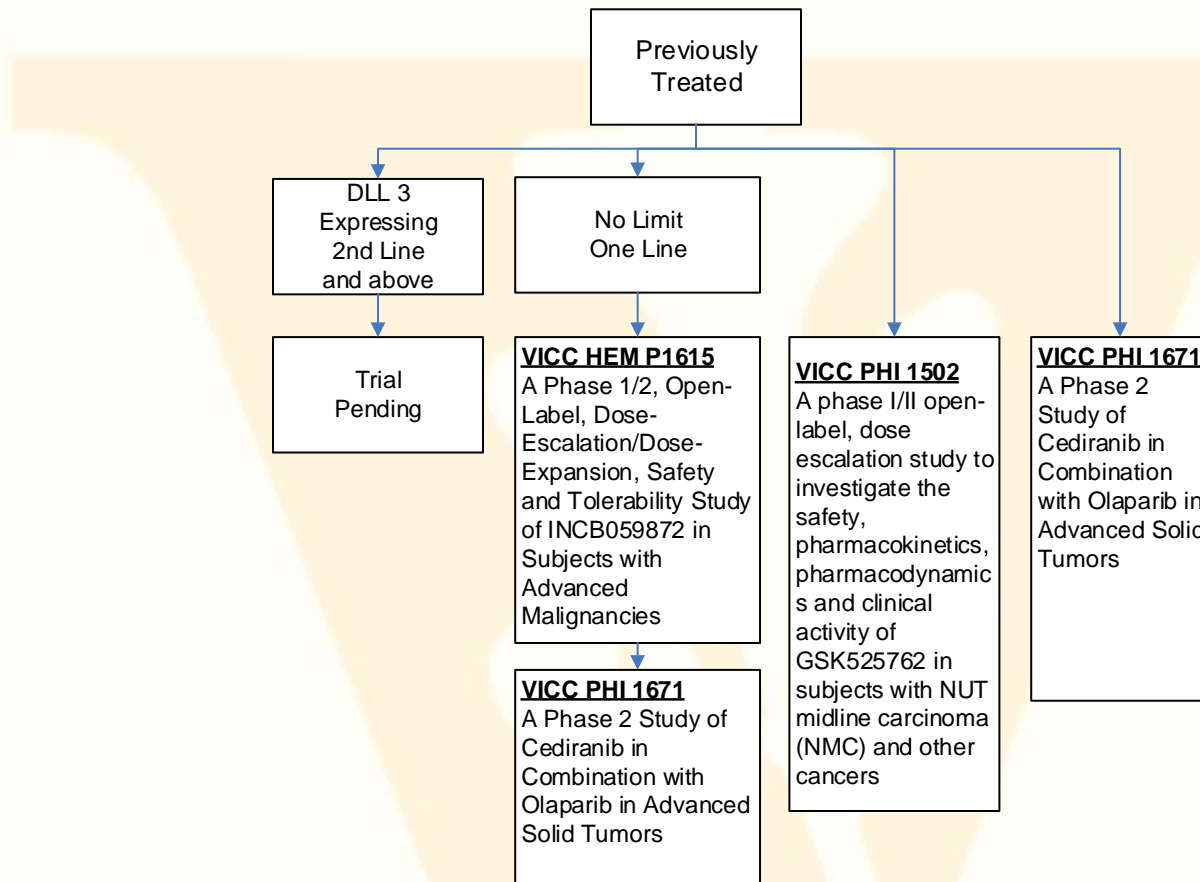 Previously
Treated
DLL 3
Expressing
2nd Line
and above
No Limit
One Line
Trial
Pending
VICC HEM P1615
A Phase 1/2, Open-
Label, Dose-
Escalation/Dose-
Expansion, Safety
and Tolerability Study
of INCB059872 in
Subjects with
Advanced
Malignancies
VICC PHI 1671
A Phase 2 Study of
Cediranib in
Combination with
Olaparib in Advanced
Solid Tumors
VICC PHI 1502
A phase I/II open-
label, dose
escalation study to
investigate the
safety,
pharmacokinetics,
pharmacodynamic
s and clinical
activity of
GSK525762 in
subjects with NUT
midline carcinoma
(NMC) and other
cancers
VICC PHI 1671
A Phase 2
Study of
Cediranib in
Combination
with Olaparib in
Advanced Solid
Tumors